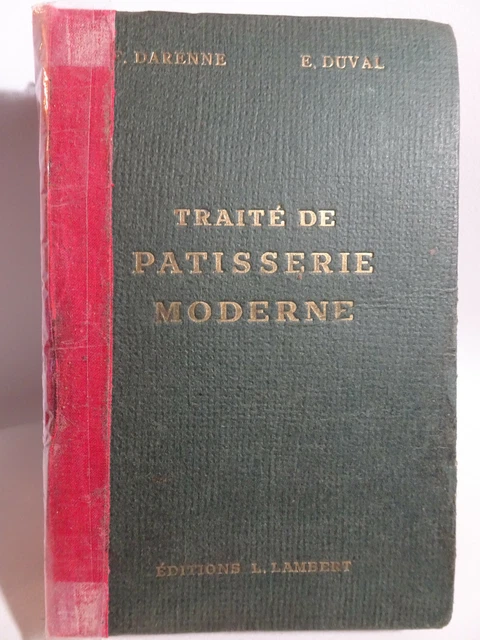 DARENNE E. DUVAL
TRAITÉ DE
PATISSERIE
MODERNE
ÉDITIONS L. LAMBERT